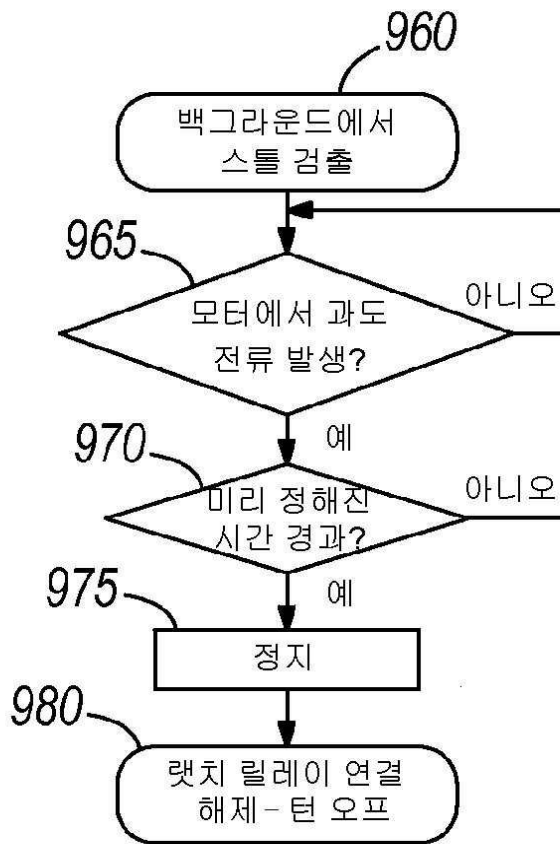 960
백그라운드에서
스톨 검출
965
모터에서 과도
전류 발생?
아니오
예
970
미리 정해진
시간 경과?
아니오
예
975
정지
980
랫치 릴레이 연결
해제-턴 오프